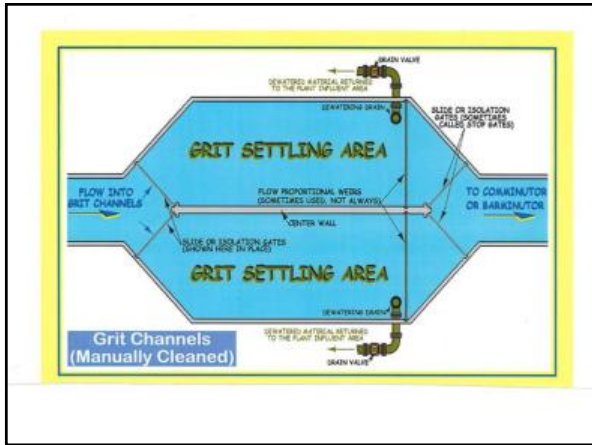 DRAIN VALVE
DEWATERED MATERIAL RETURNED
TO THE PLANT INFLUENT AREA
DEWATERING DRAIN
SLIDE OR ISOLATION
GATES (SOMETIMES
CALLED STOP GATES)
GRIT SETTLING AREA
FLOW INTO
GRIT CHANNELS
FLOW PROPORTIONAL WEIRS
(SOMETIMES USED, NOT ALWAYS)
TO COMMINUTOR
OR BARMINUTOR
CENTER WALL
SLIDE OR ISOLATION GATES
(SHOWN HERE IN PLACE)
GRIT SETTLING AREA
DEWATERING DRAIN
Grit Channels
(Manually Cleaned)
DEWATERED MATERIAL RETURNED
TO THE PLANT INFLUENT AREA
DRAIN VALVE